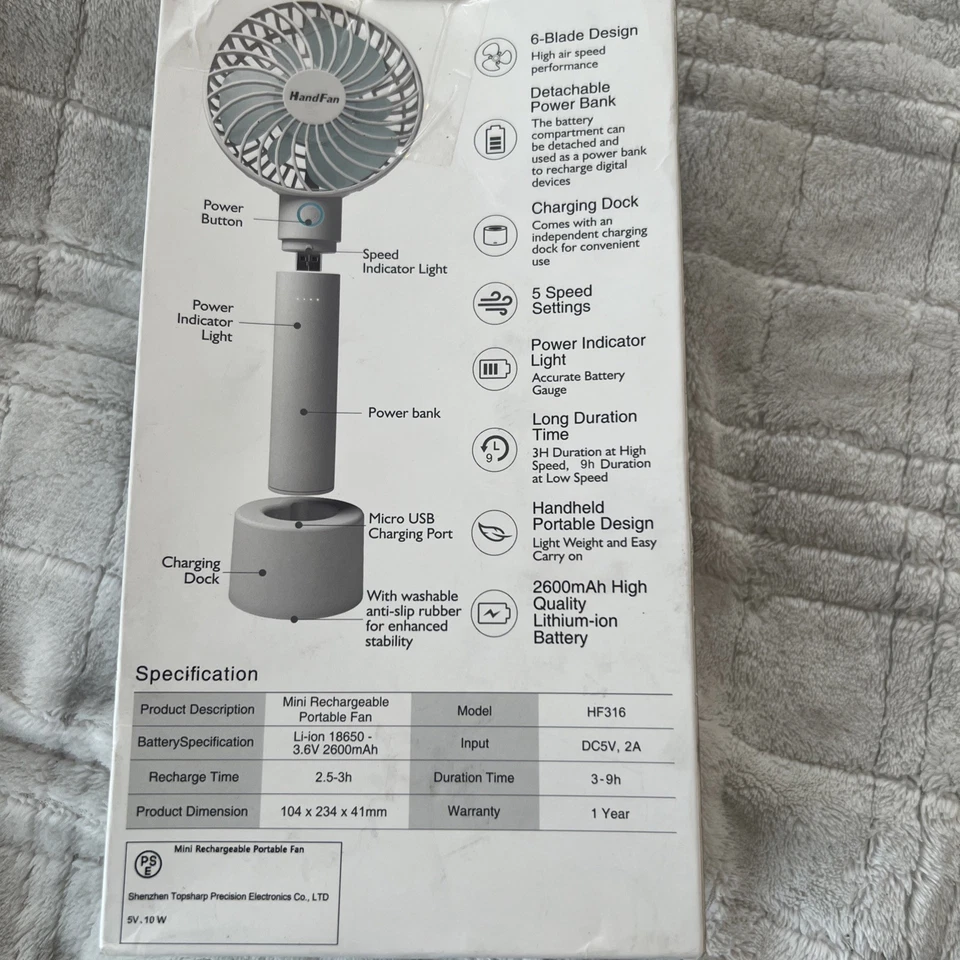 HandFan
Power
Button
Speed
Indicator Light
Power
Indicator
Light
Power bank
Micro USB
Charging Port
Charging
Dock
With washable
anti-slip rubber
for enhanced
stability
6-Blade Design
High air speed
performance
Detachable
Power Bank
The battery
compartment can
be detached and
used as a power bank
to recharge digital
devices
Charging Dock
Comes with an
independent charging
dock for convenient
use
5 Speed
Settings
Power Indicator
Light
Accurate Battery
Gauge
9
Long Duration
Time
3H Duration at High
Speed, 9h Duration
at Low Speed
Handheld
Portable Design
Light Weight and Easy
Carry on
2600mAh High
Quality
Lithium-ion
Battery
Specification
Product Description Mini Rechargeable Portable Fan Model HF316
BatterySpecification Li-ion 18650 - 3.6V 2600mAh Input DC5V, 2A
Recharge Time 2.5-3h Duration Time 3-9h
Product Dimension 104 x 234 x 41mm Warranty 1 Year
PS
E
Mini Rechargeable Portable Fan
Shenzhen Topsharp Precision Electronics Co., LTD
5V.10W